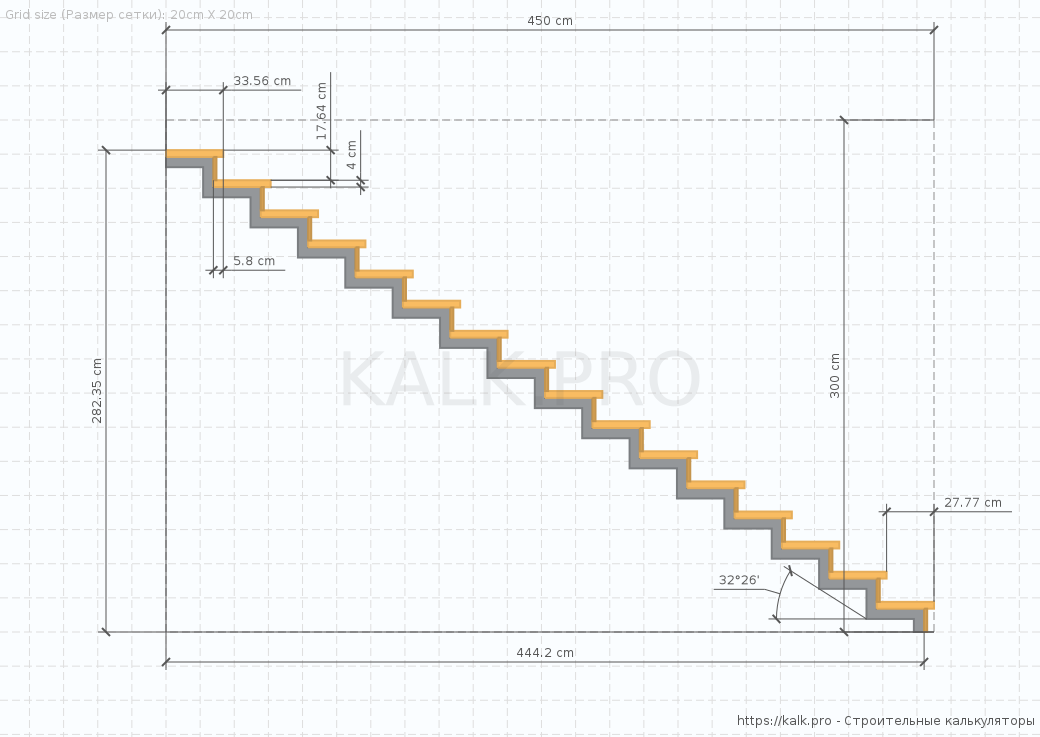 Grid size (Размер сетки): 20cm X 20cm
450 cm
33.56 cm
17.64 cm
4 cm
5.8 cm
282.35 cm
300 cm
KALK.PRO
27.77 cm
32°26'
444.2 cm
https://kalk.pro - Строительные калькуляторы